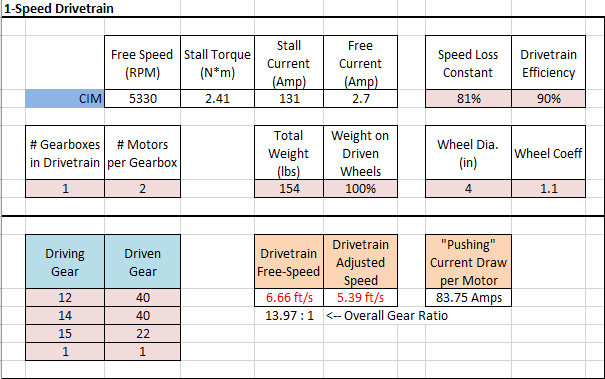 1-Speed Drivetrain
Free Speed (RPM) Stall Torque (N*m) Stall Current (Amp) Free Current (Amp) Speed Loss Constant Drivetrain Efficiency
CIM 5330 2.41 131 2.7 81% 90%
# Gearboxes in Drivetrain # Motors per Gearbox Total Weight (lbs) Weight on Driven Wheels Wheel Dia. (in) Wheel Coeff
1 2 154 100% 4 1.1
Driving Gear Driven Gear Drivetrain Free-Speed Drivetrain Adjusted Speed "Pushing" Current Draw per Motor
12 40 6.66 ft/s 5.39 ft/s 83.75 Amps
14 40 13.97 : 1 <-- Overall Gear Ratio
15 22
1 1